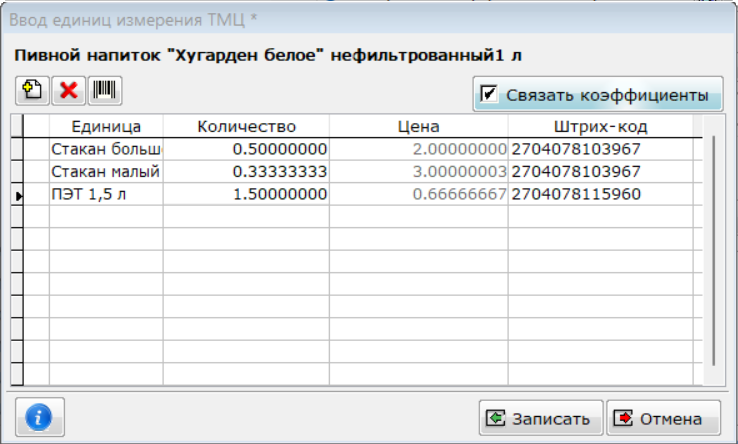 Ввод единиц измерения ТМЦ *
Пивной напиток "Хугарден белое" нефильтрованный1 л
Связать коэффициенты
Единица Количество Цена Штрих-код
Стакан больш 0.50000000 2.00000000 2704078103967
Стакан малый 0.33333333 3.00000003 2704078103967
ПЭТ 1,5 л 1.50000000 0.66666667 2704078115960
Записать Отмена